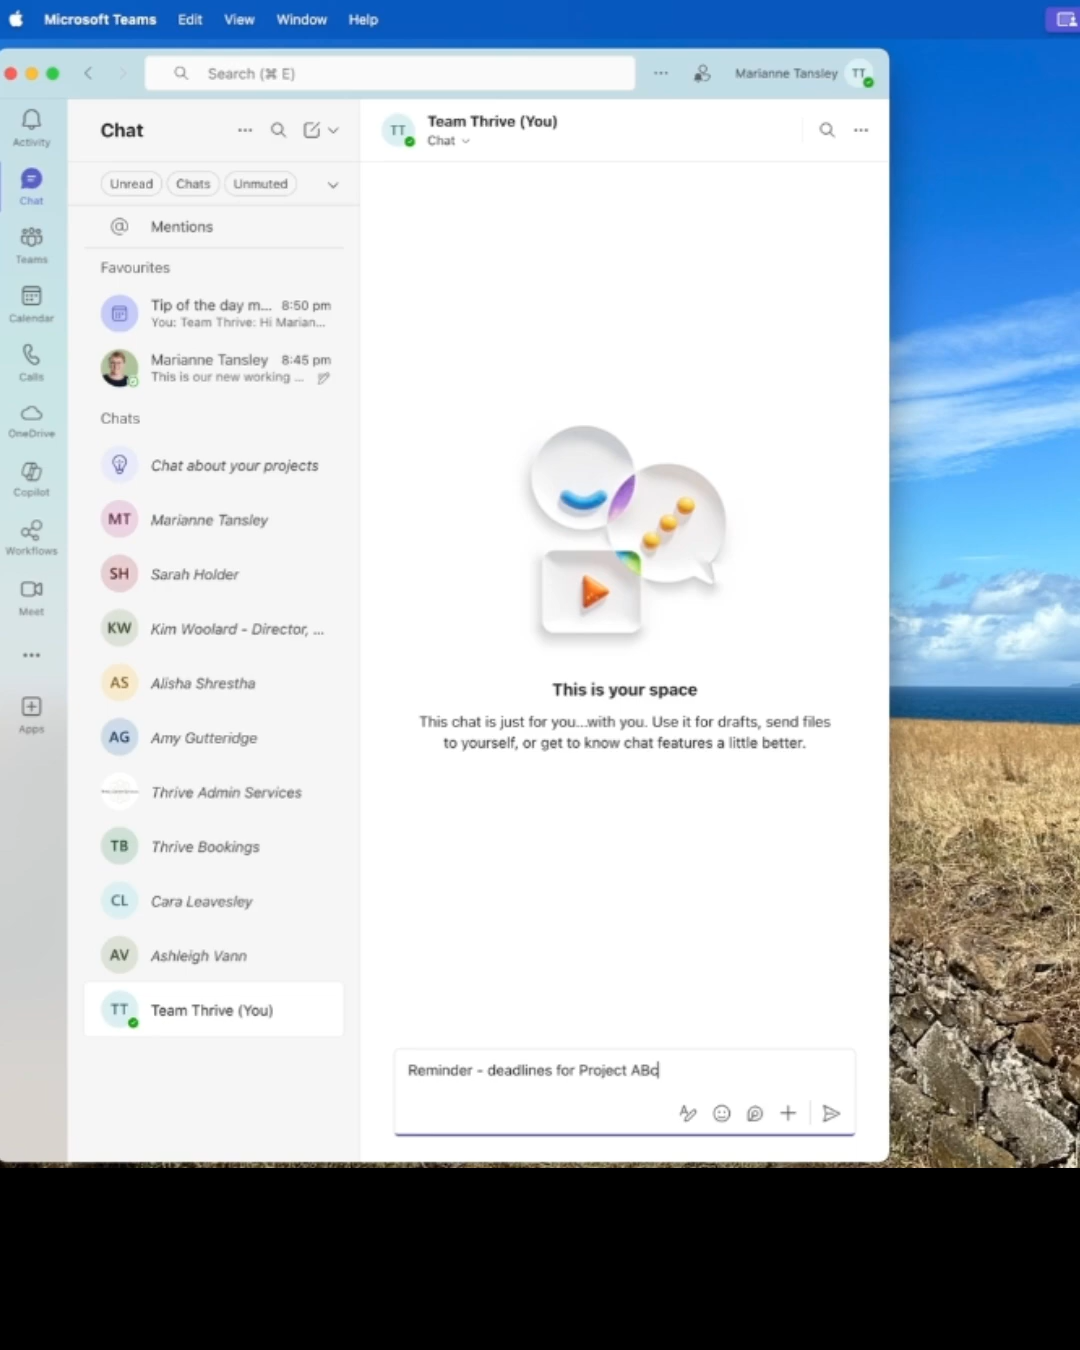 Microsoft Teams Edit View Window Help
Search (⌘ E)
Marianne Tansley TT
Activity
Chat
Teams
Calendar
Calls
OneDrive
Copilot
Workflows
Meet
Apps
Chat
Unread Chats Unmuted
@ Mentions
Favourites
Tip of the day m... 8:50 pm
You: Team Thrive: Hi Marian...
Marianne Tansley 8:45 pm
This is our new working ...
Chats
Chat about your projects
MT Marianne Tansley
SH Sarah Holder
KW Kim Woolard - Director, ...
AS Alisha Shrestha
AG Amy Gutteridge
Thrive Admin Services
TB Thrive Bookings
CL Cara Leavesley
AV Ashleigh Vann
TT Team Thrive (You)
TT Team Thrive (You)
Chat
This is your space
This chat is just for you...with you. Use it for drafts, send files
to yourself, or get to know chat features a little better.
Reminder - deadlines for Project ABc